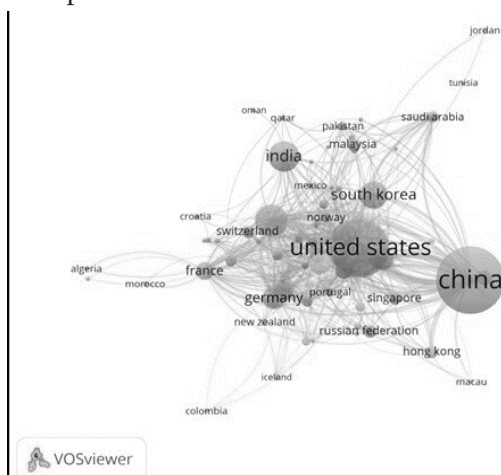 jordan
tunisia
oman
qatar
saudi arabia
pakistan
malaysia
india
mexico
south korea
croatia
norway
switzerland
united states
algeria
france
morocco
china
germany
portugal
singapore
new zealand
russian federation
hong kong
iceland
macau
colombia
VOSviewer